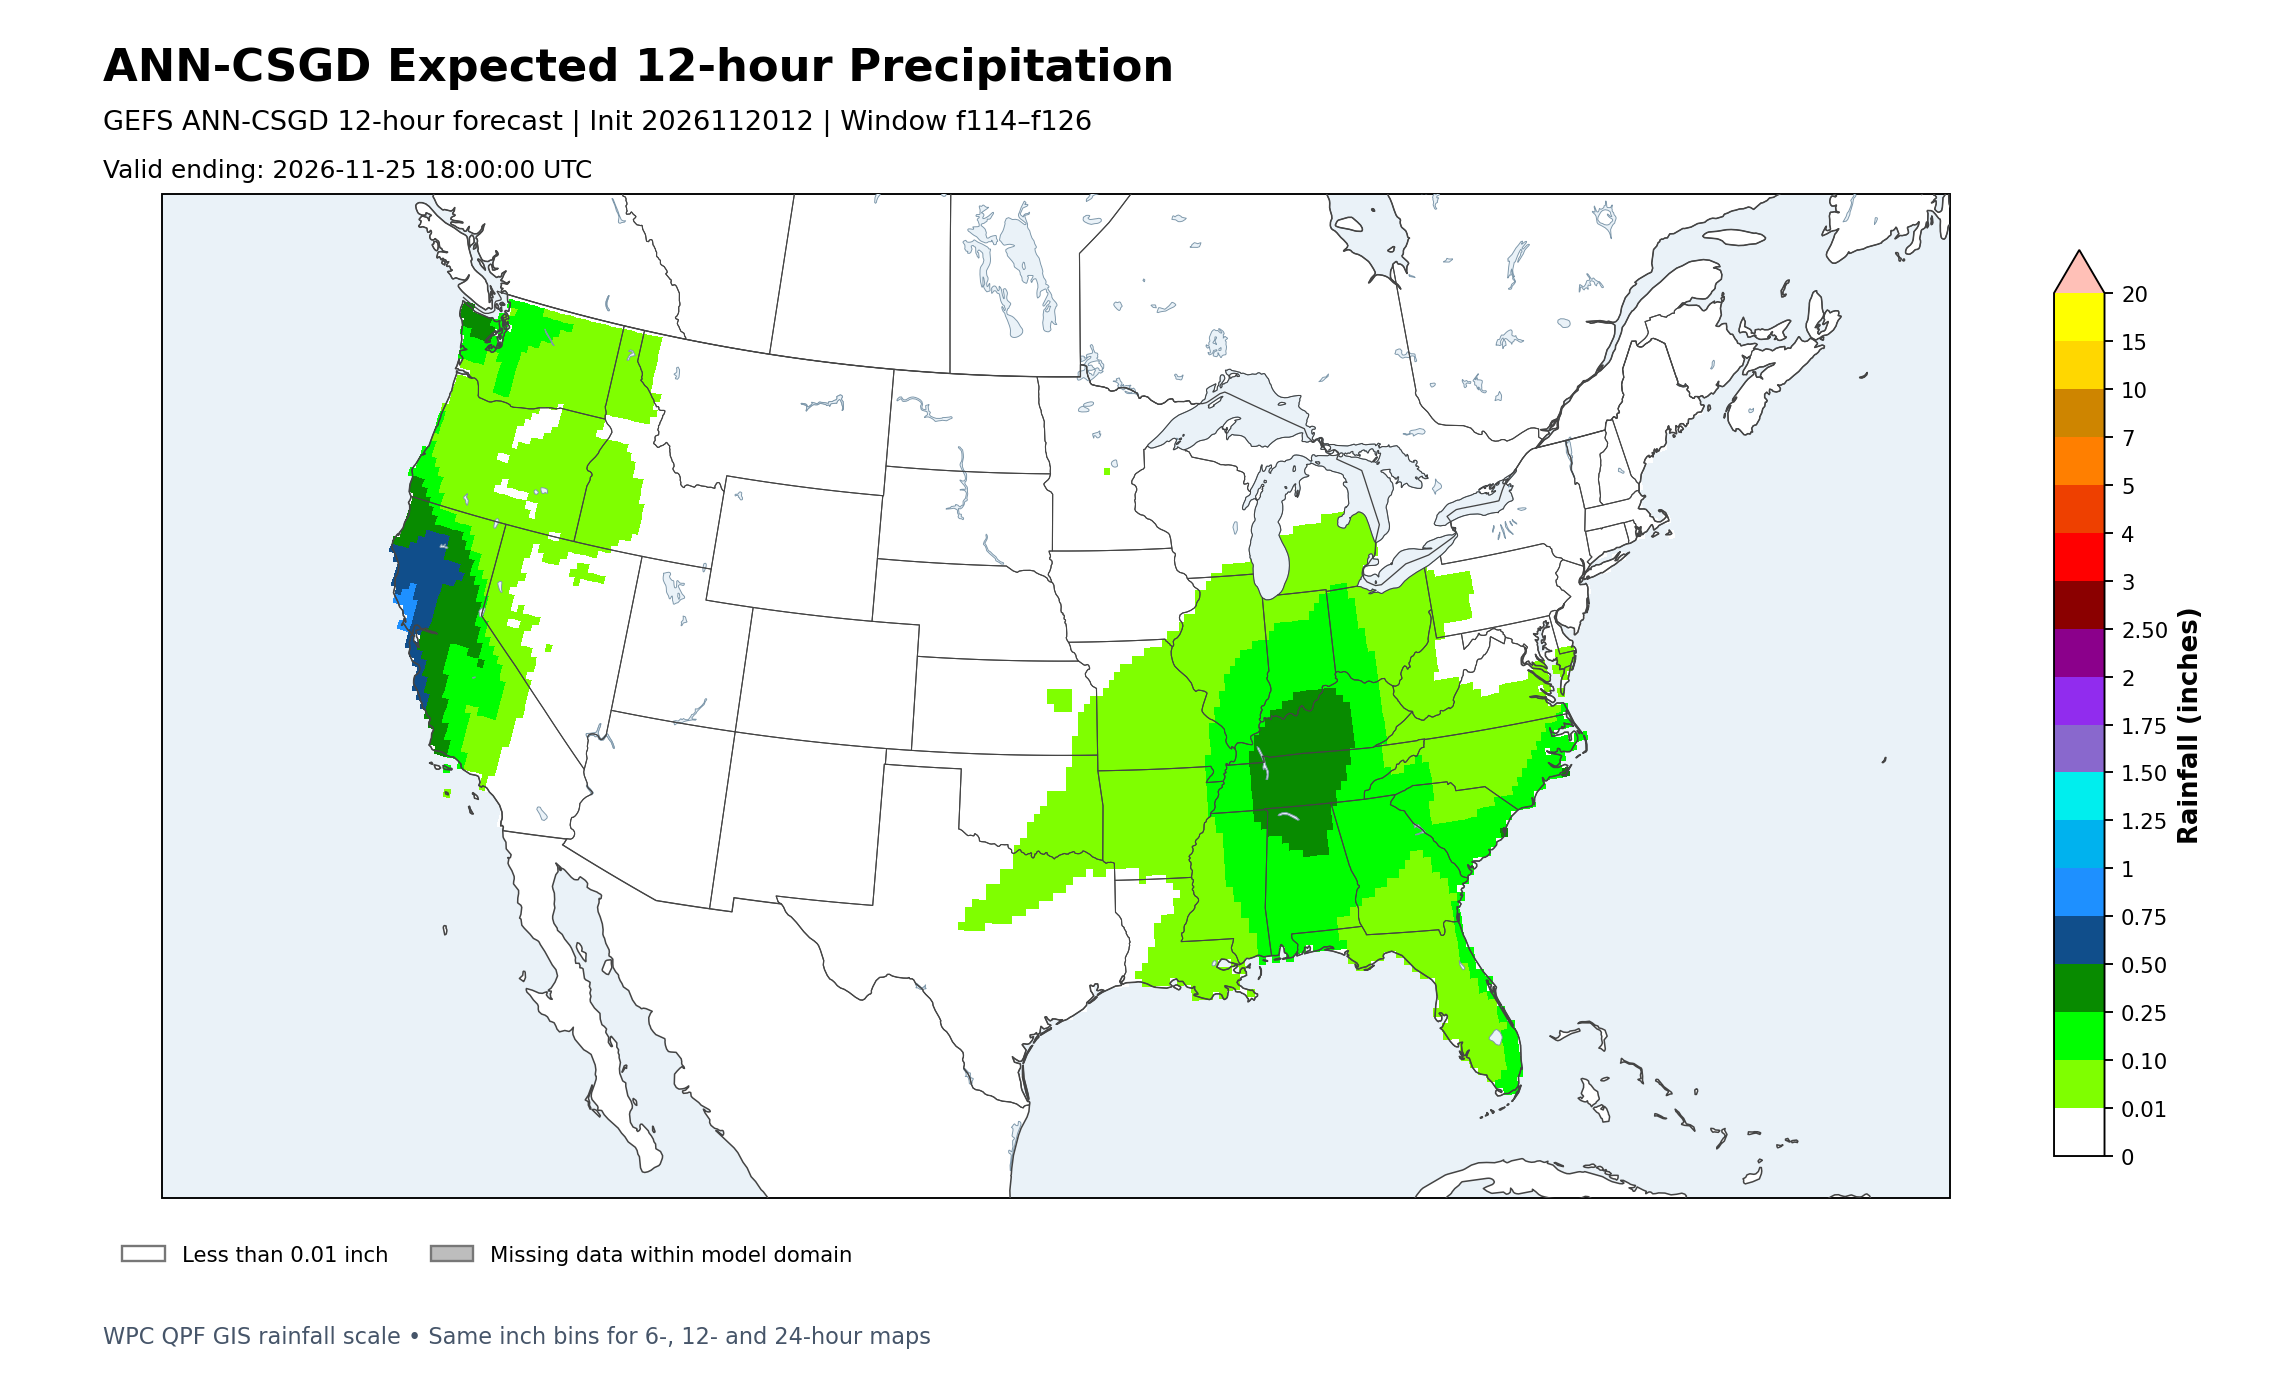 ANN-CSGD Expected 12-hour Precipitation
GEFS ANN-CSGD 12-hour forecast | Init 2026112012 | Window f114–f126
Valid ending: 2026-11-25 18:00:00 UTC
20
15
10
7
5
4
3
2.50
2
1.75
1.50
1.25
1
0.75
0.50
0.25
0.10
0.01
0
Rainfall (inches)
Less than 0.01 inch
Missing data within model domain
WPC QPF GIS rainfall scale • Same inch bins for 6-, 12- and 24-hour maps